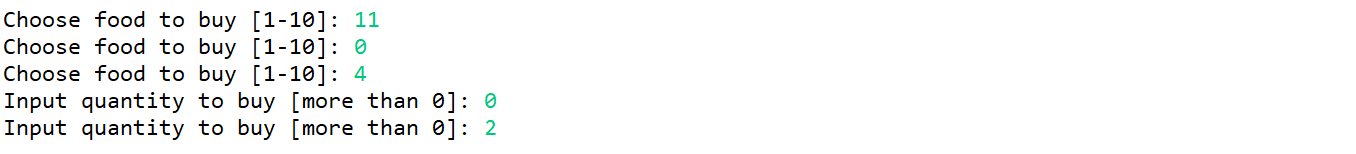 Choose food to buy [1-10]: 11
Choose food to buy [1-10]: 0
Choose food to buy [1-10]: 4
Input quantity to buy [more than 0]: 0
Input quantity to buy [more than 0]: 2